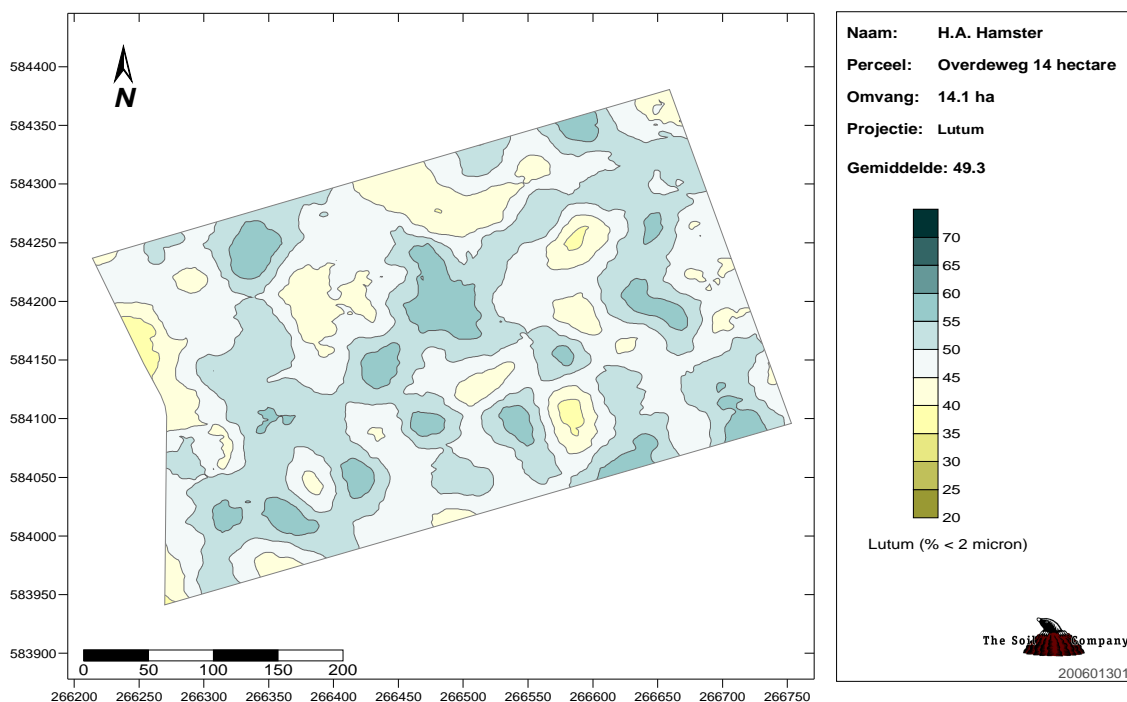 584400
584350
584300
584250
584200
584150
584100
584050
584000
583950
583900
N
0 50 100 150 200
266200 266250 266300 266350 266400 266450 266500 266550 266600 266650 266700 266750
Naam: H.A. Hamster
Perceel: Overdeweg 14 hectare
Omvang: 14.1 ha
Projectie: Lutum
Gemiddelde: 49.3
70
65
60
55
50
45
40
35
30
25
20
Lutum (% < 2 micron)
The Soil Company
200601301